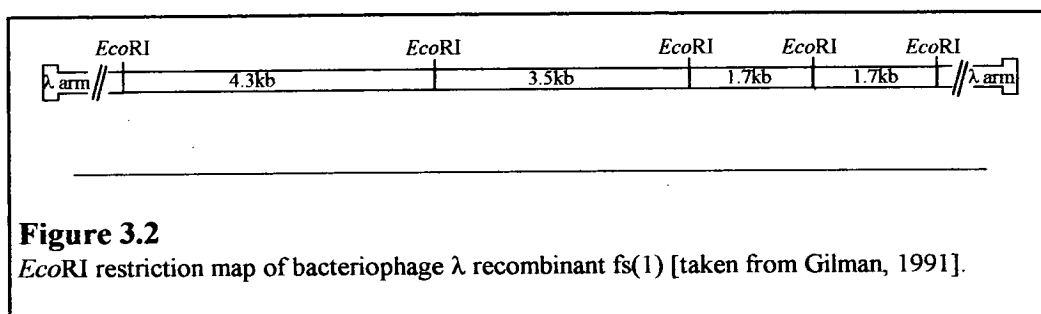 EcoRI EcoRI EcoRI EcoRI EcoRI
λ arm 4.3kb 3.5kb 1.7kb 1.7kb λ arm
Figure 3.2
EcoRI restriction map of bacteriophage λ recombinant fs(1) [taken from Gilman, 1991].